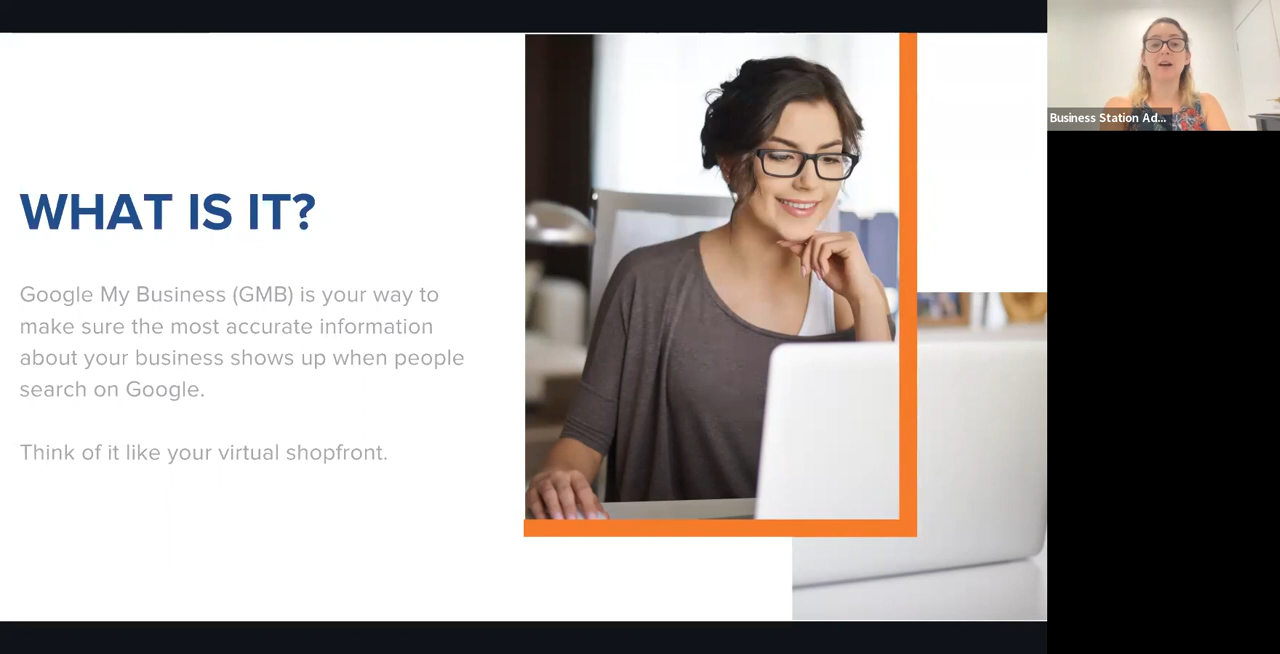 WHAT IS IT?
Google My Business (GMB) is your way to
make sure the most accurate information
about your business shows up when people
search on Google.
Think of it like your virtual shopfront.
Business Station Ad...